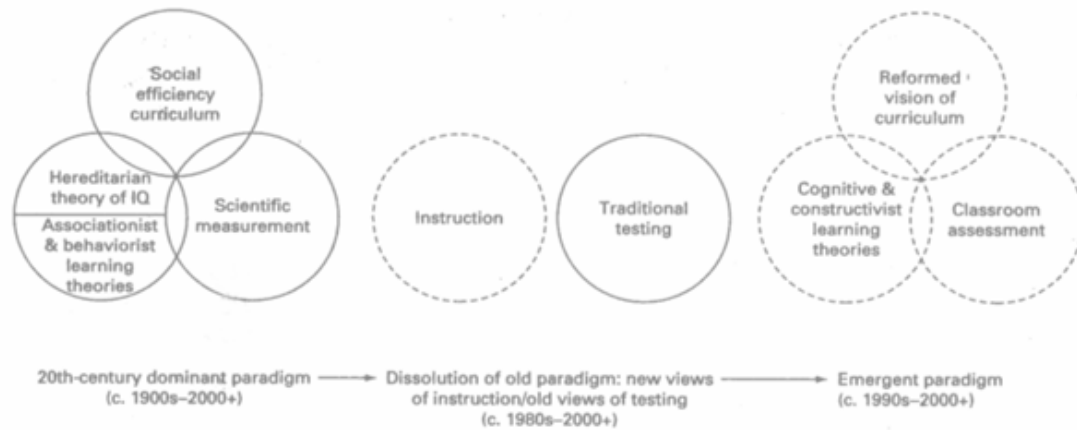 Social
efficiency
curriculum
Hereditarian
theory of IQ
Associationist
& behaviorist
learning
theories
Scientific
measurement
Instruction
Traditional
testing
Reformed
vision of
curriculum
Cognitive &
constructivist
learning
theories
Classroom
assessment
20th-century dominant paradigm
(c. 1900s–2000+)
Dissolution of old paradigm: new views
of instruction/old views of testing
(c. 1980s–2000+)
Emergent paradigm
(c. 1990s–2000+)